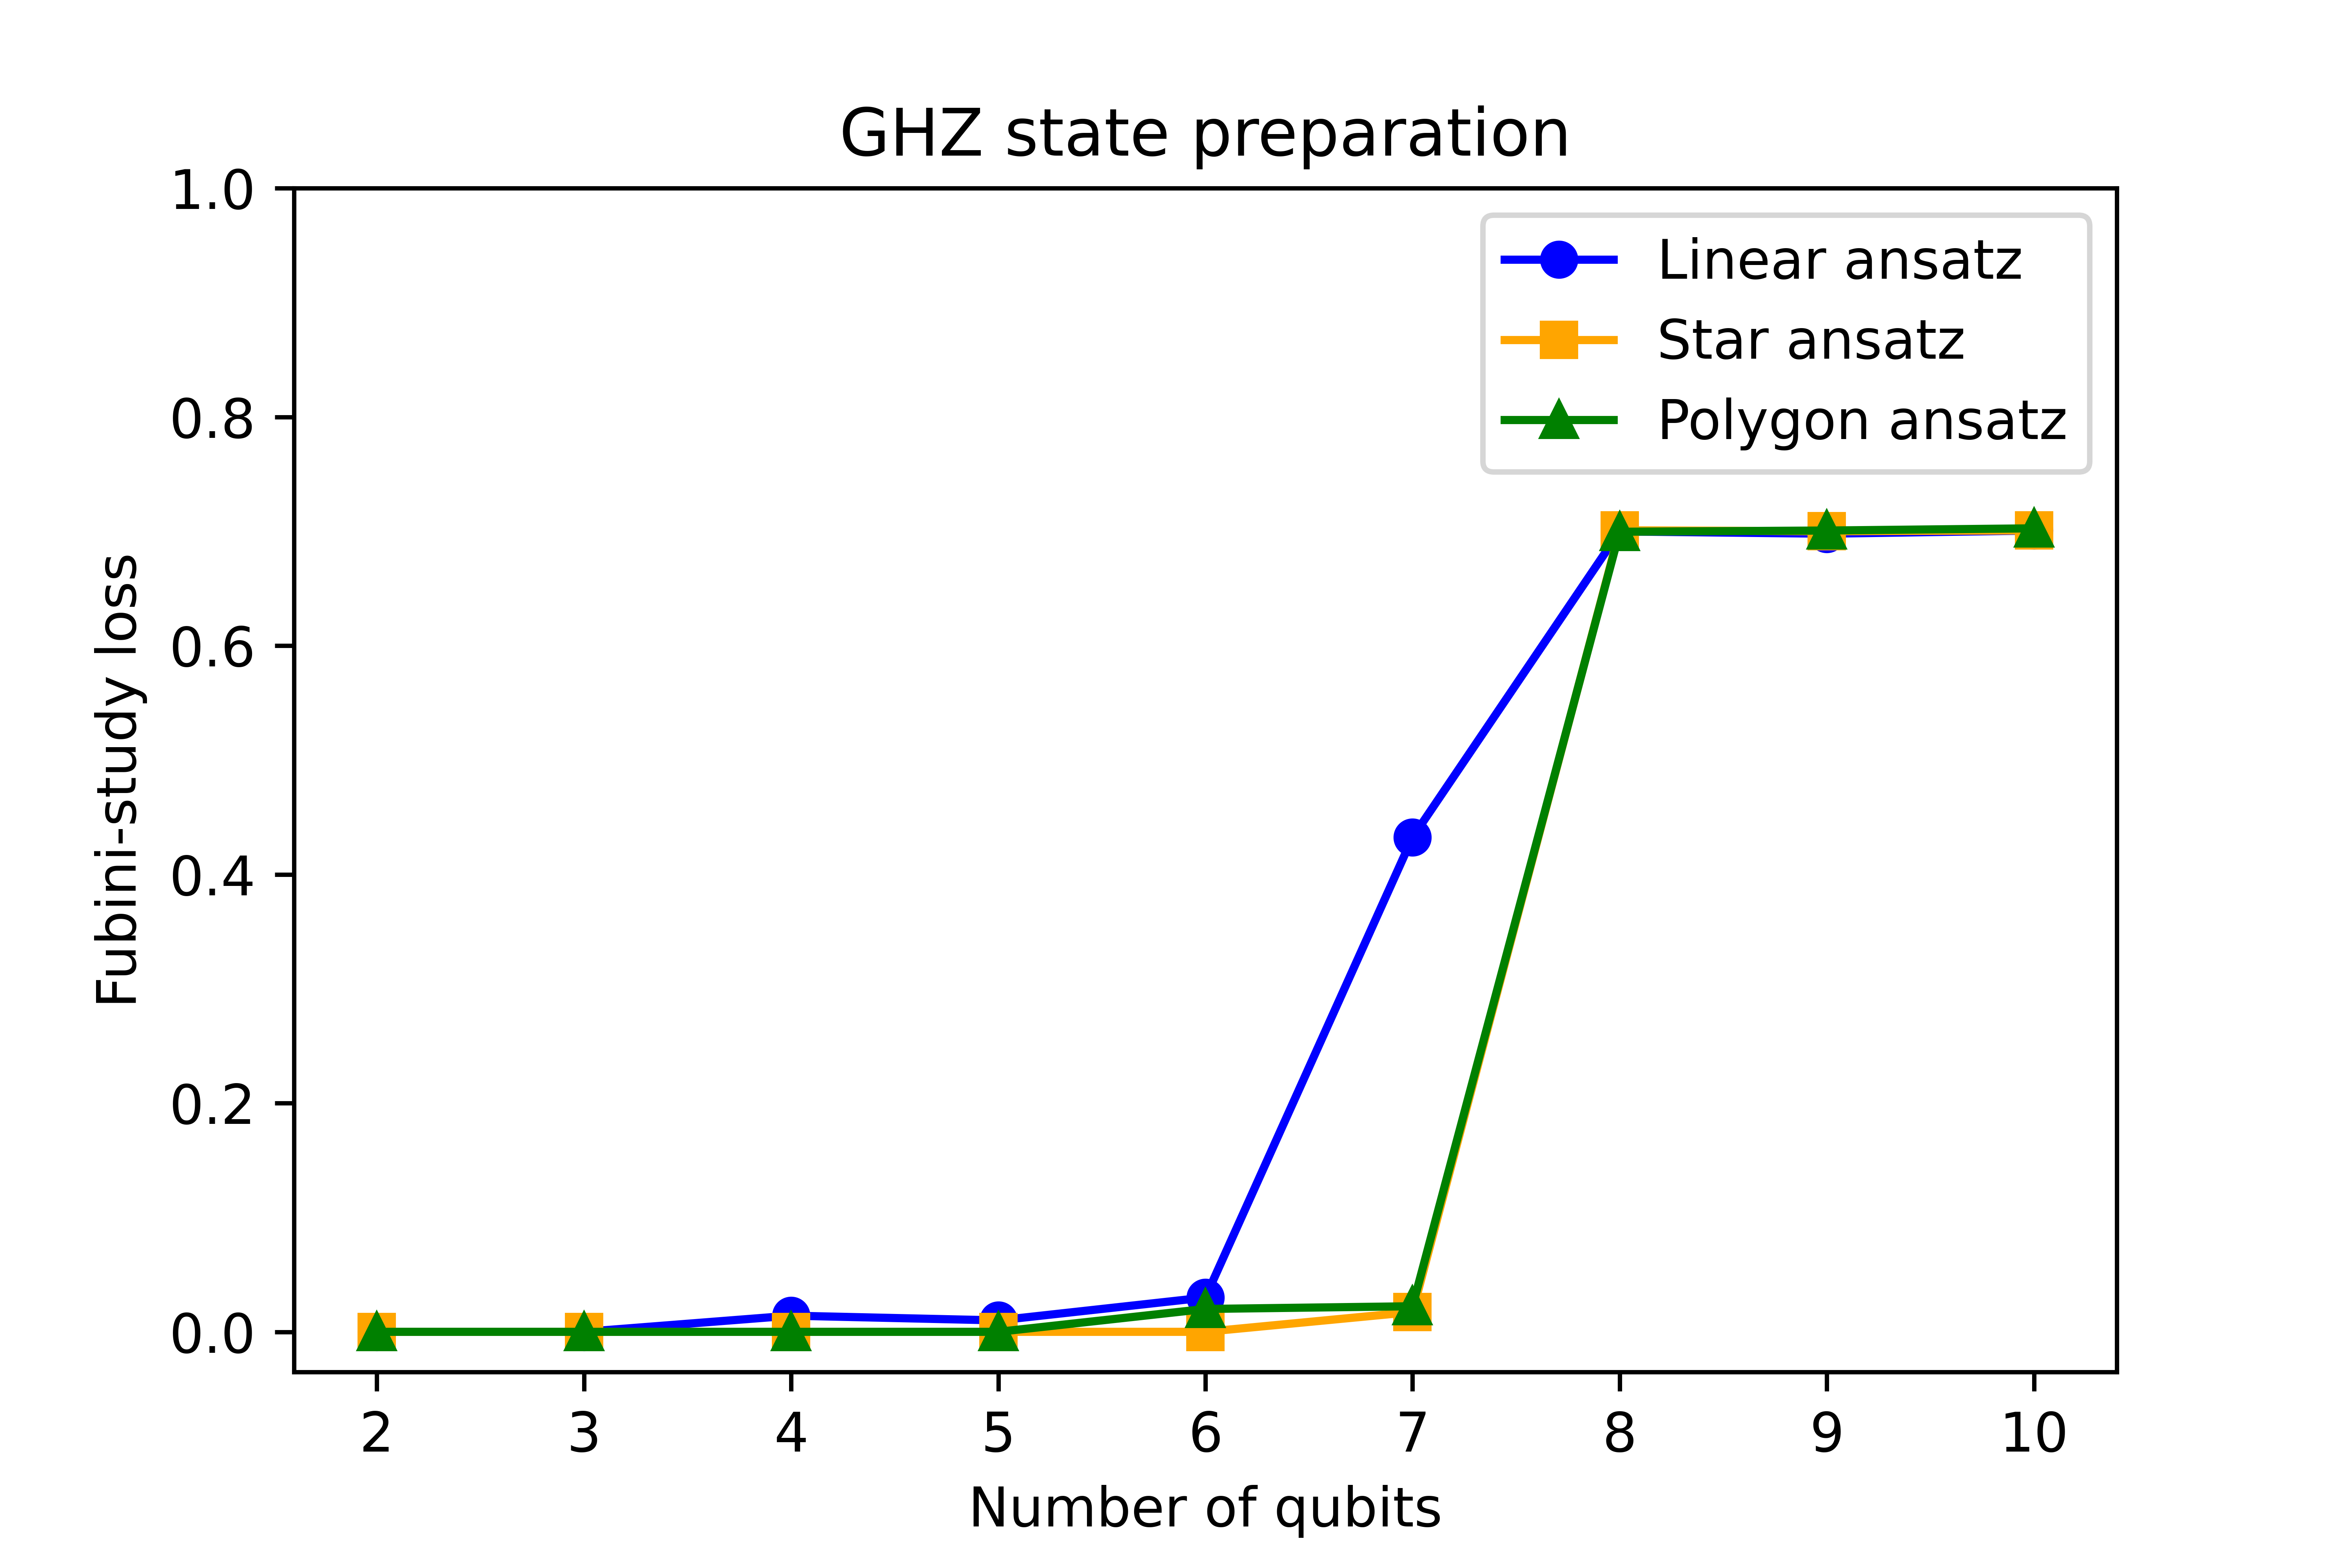 GHZ state preparation
1.0
0.8
0.6
0.4
0.2
0.0
Fubini-study loss
Linear ansatz
Star ansatz
Polygon ansatz
2 3 4 5 6 7 8 9 10
Number of qubits